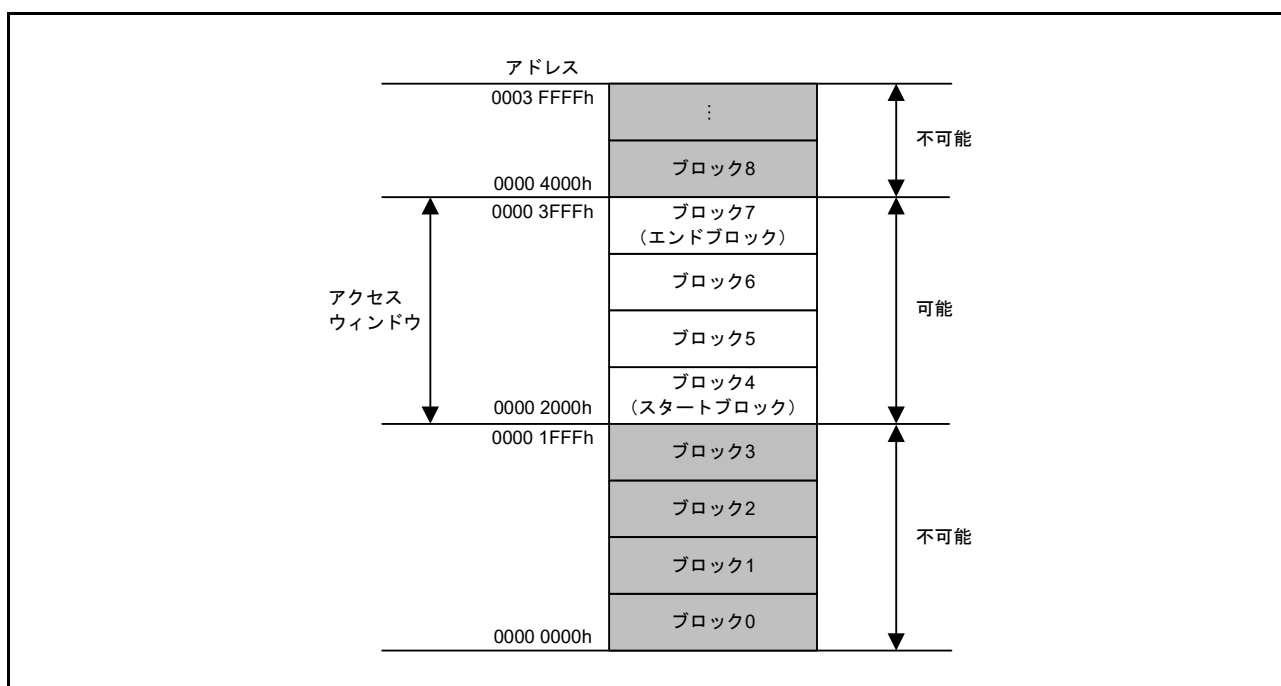 アドレス
0003 FFFFh
⋮
不可能
ブロック8
0000 4000h
0000 3FFFh
ブロック7
（エンドブロック）
ブロック6
アクセス
ウィンドウ
可能
ブロック5
ブロック4
（スタートブロック）
0000 2000h
0000 1FFFh
ブロック3
ブロック2
不可能
ブロック1
ブロック0
0000 0000h